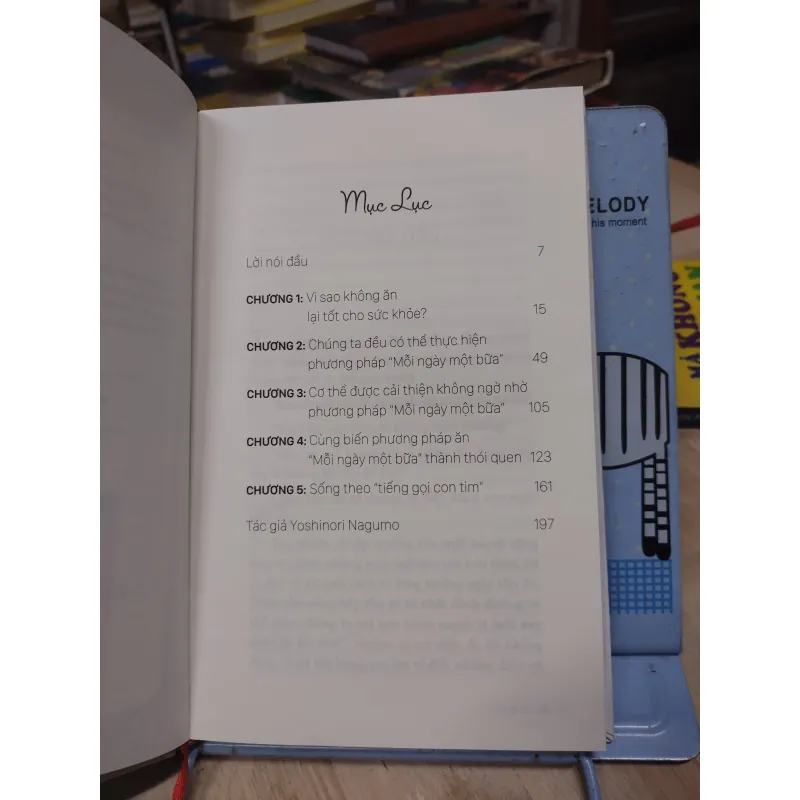 Mục Lục
Lời nói đầu 7
CHƯƠNG 1: Vì sao không ăn
lại tốt cho sức khỏe? 15
CHƯƠNG 2: Chúng ta đều có thể thực hiện
phương pháp “Mỗi ngày một bữa” 49
CHƯƠNG 3: Cơ thể được cải thiện không ngờ nhờ
phương pháp “Mỗi ngày một bữa” 105
CHƯƠNG 4: Cùng biến phương pháp ăn
“Mỗi ngày một bữa” thành thói quen 123
CHƯƠNG 5: Sống theo “tiếng gọi con tim” 161
Tác giả Yoshinori Nagumo 197
ELODY
his moment
KHÔNG